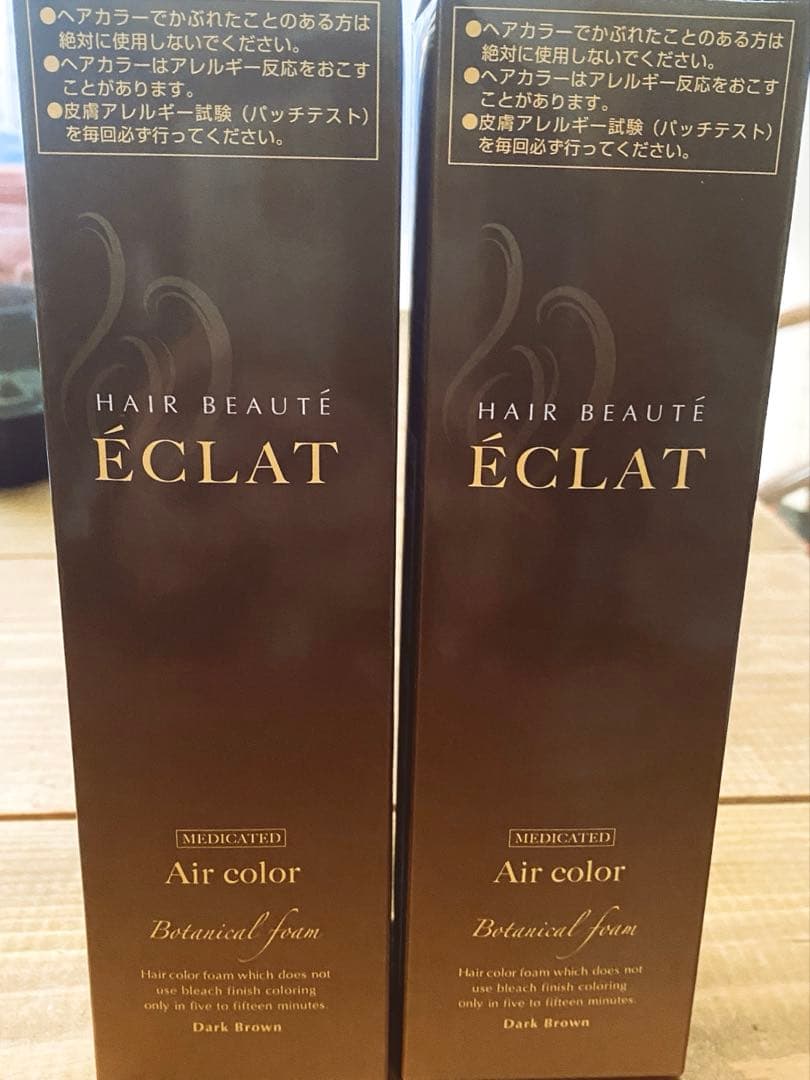 ●ヘアカラーでかぶれたことのある方は
絶対に使用しないでください。
●ヘアカラーはアレルギー反応をおこす
ことがあります。
●皮膚アレルギー試験（パッチテスト）
を毎回必ず行ってください。
HAIR BEAUTÉ
ÉCLAT
MEDICATED
Air color
Botanical foam
Hair color foam which does not
use bleach finish coloring
only in five to fifteen minutes.
Dark Brown
●ヘアカラーでかぶれたことのある方は
絶対に使用しないでください。
●ヘアカラーはアレルギー反応をおこす
ことがあります。
●皮膚アレルギー試験（パッチテスト）
を毎回必ず行ってください。
HAIR BEAUTÉ
ÉCLAT
MEDICATED
Air color
Botanical foam
Hair color foam which does not
use bleach finish coloring
only in five to fifteen minutes.
Dark Brown